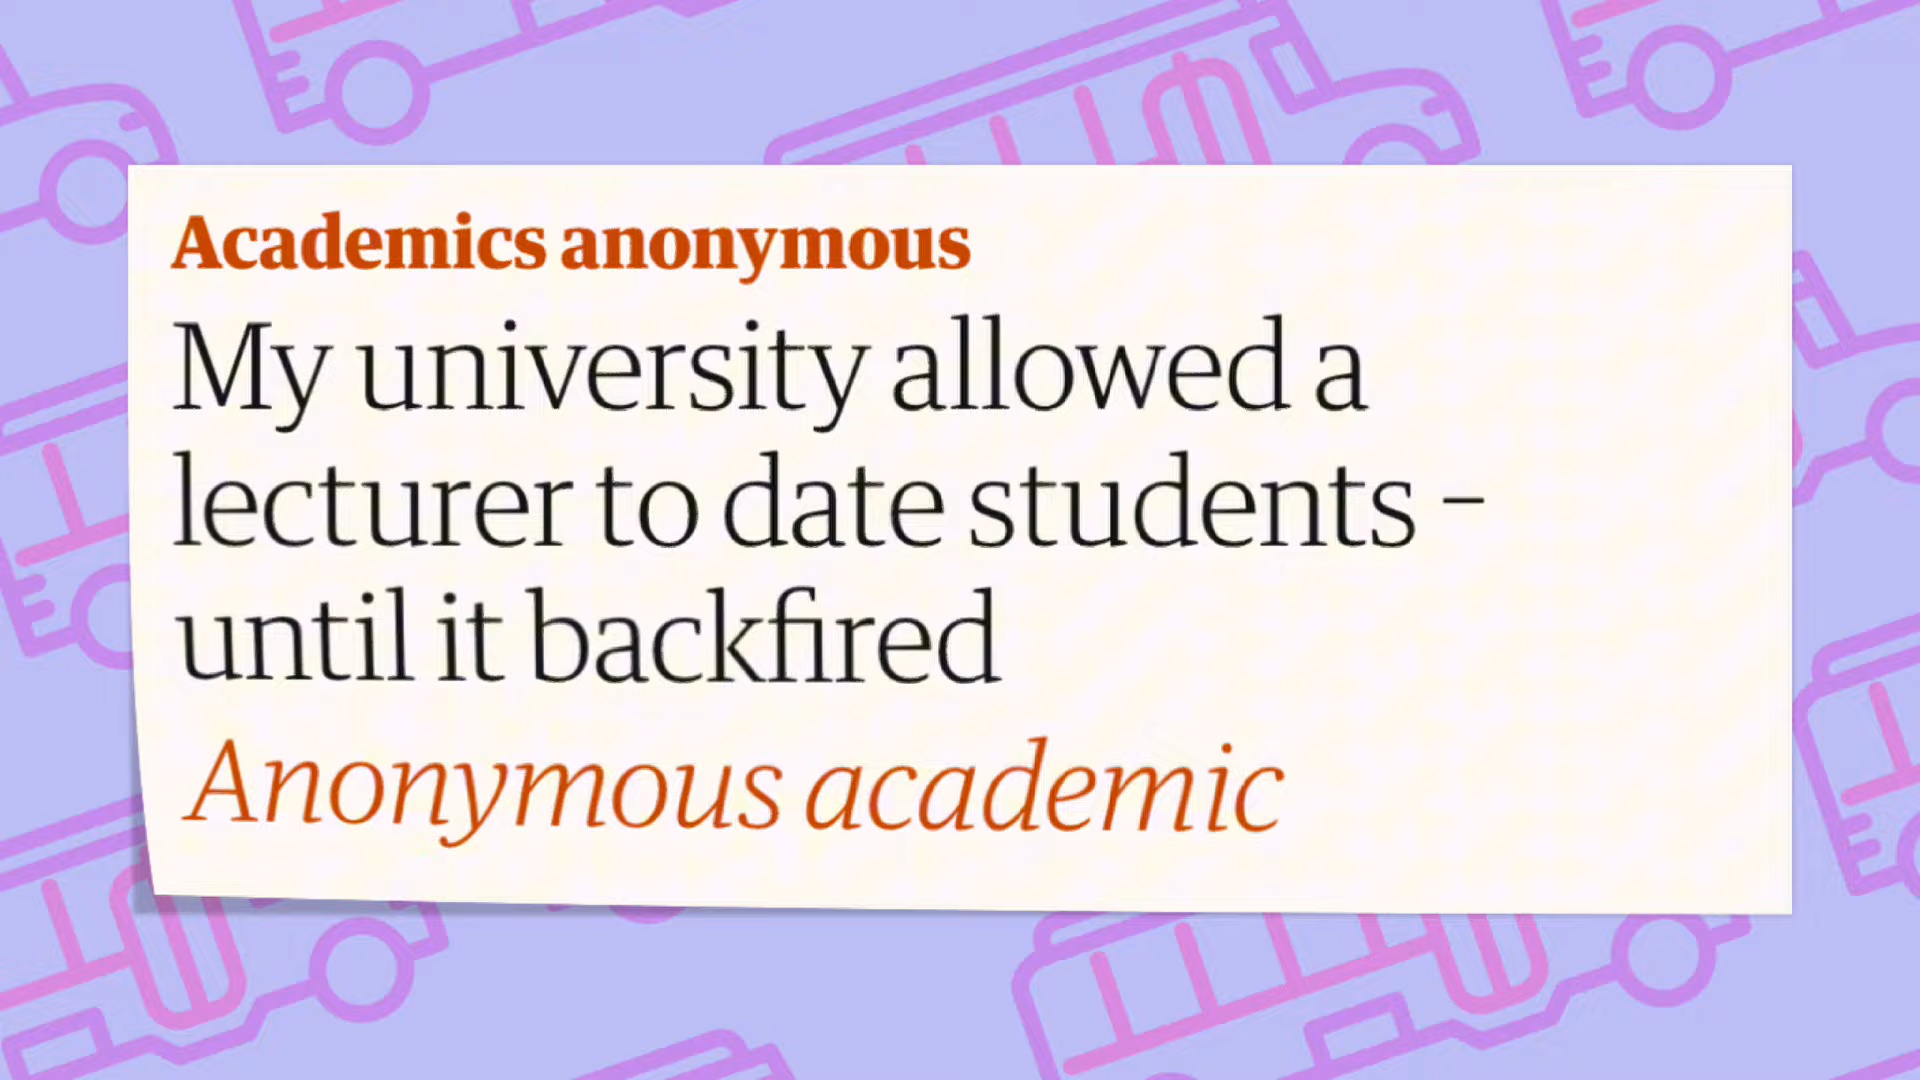 Academics anonymous
My university allowed a
lecturer to date students –
until it backfired
Anonymous academic